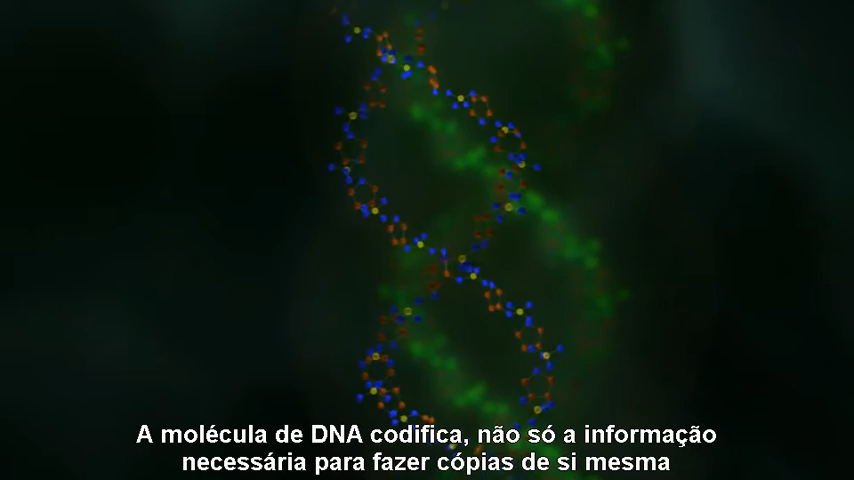 A molécula de DNA codifica, não só a informação
necessária para fazer cópias de si mesma